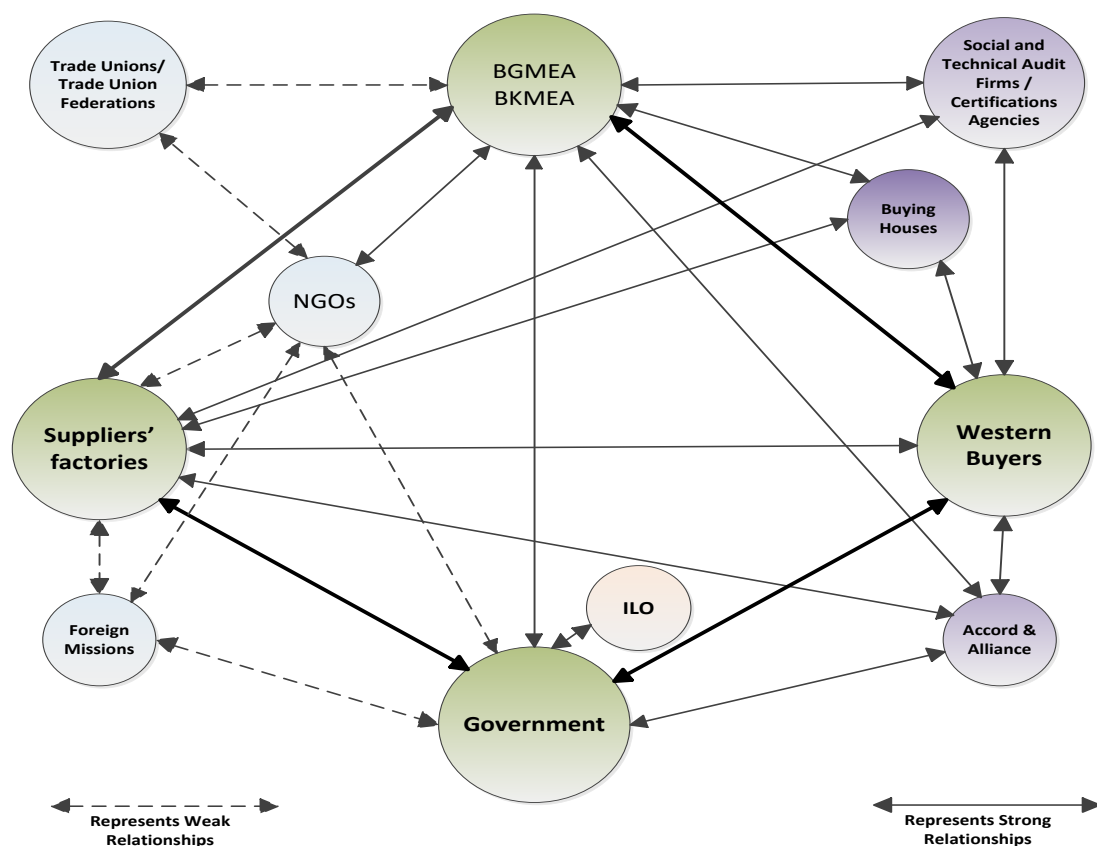 Trade Unions/
Trade Union
Federations
BGMEA
BKMEA
Social and
Technical Audit
Firms /
Certifications
Agencies
Buying
Houses
NGOs
Suppliers’
factories
Western
Buyers
ILO
Foreign
Missions
Accord &
Alliance
Government
Represents Weak
Relationships
Represents Strong
Relationships